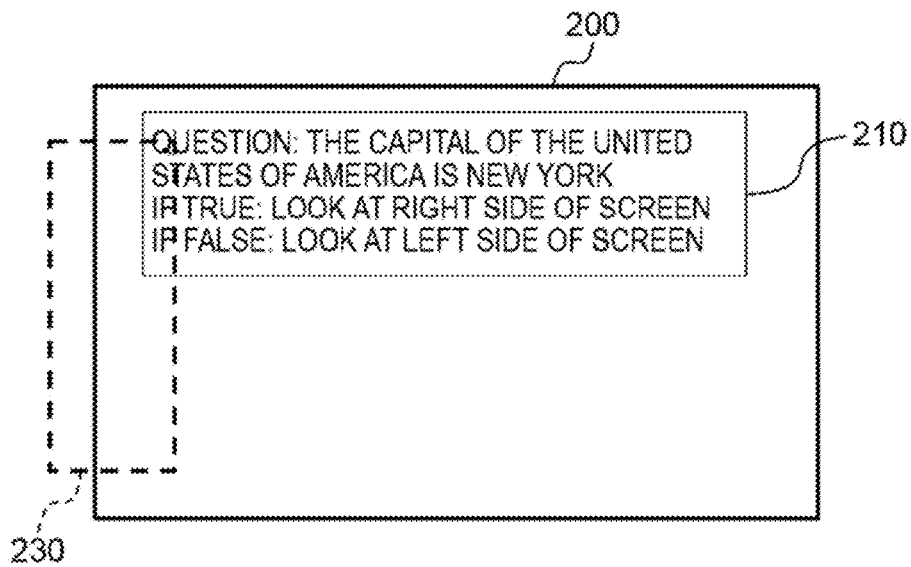 200
QUESTION: THE CAPITAL OF THE UNITED
STATES OF AMERICA IS NEW YORK
IF TRUE: LOOK AT RIGHT SIDE OF SCREEN
IF FALSE: LOOK AT LEFT SIDE OF SCREEN
210
230